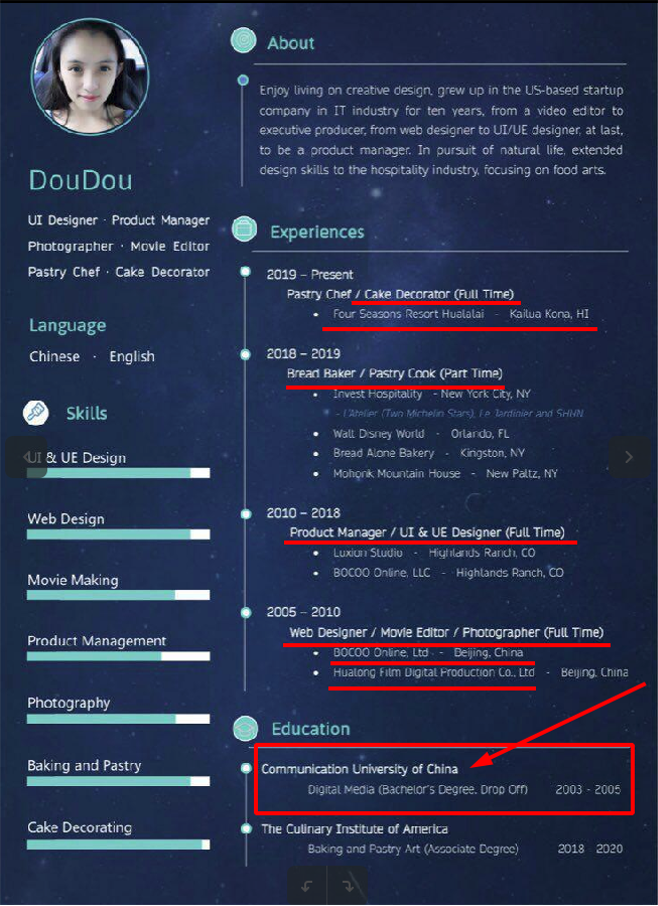 DouDou
UI Designer · Product Manager
Photographer · Movie Editor
Pastry Chef · Cake Decorator
Language
Chinese · English
Skills
UI & UE Design
Web Design
Movie Making
Product Management
Photography
Baking and Pastry
Cake Decorating
About
Enjoy living on creative design, grew up in the US-based startup
company in IT industry for ten years, from a video editor to
executive producer, from web designer to UI/UE designer, at last,
to be a product manager. In pursuit of natural life, extended
design skills to the hospitality industry, focusing on food arts.
Experiences
2019 – Present
Pastry Chef / Cake Decorator (Full Time)
• Four Seasons Resort Hualalai - Kailua Kona, HI
2018 – 2019
Bread Baker / Pastry Cook (Part Time)
• Invest Hospitality - New York City, NY
- L'Atelier (Two Michelin Stars), Le Jardinier and SHHN
• Walt Disney World - Orlando, FL
• Bread Alone Bakery - Kingston, NY
• Mohonk Mountain House - New Paltz, NY
2010 – 2018
Product Manager / UI & UE Designer (Full Time)
• Luxion Studio - Highlands Ranch, CO
• BOCOO Online, LLC - Highlands Ranch, CO
2005 – 2010
Web Designer / Movie Editor / Photographer (Full Time)
• BOCOO Online, Ltd - Beijing, China
• Hualong Film Digital Production Co., Ltd - Beijing, China
Education
Communication University of China
Digital Media (Bachelor's Degree, Drop Off) 2003 - 2005
The Culinary Institute of America
Baking and Pastry Art (Associate Degree) 2018 - 2020